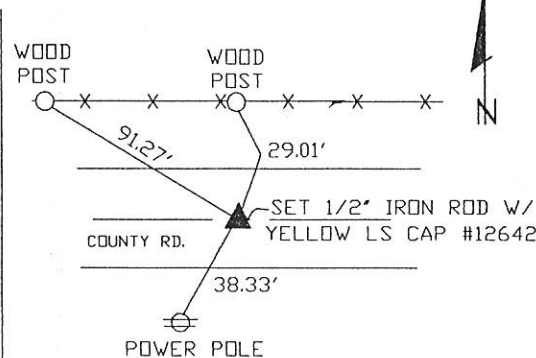 WOOD
POST
WOOD
POST
N
91.27'
29.01'
SET 1/2" IRON ROD W/
YELLOW LS CAP #12642
COUNTY RD.
38.33'
POWER POLE